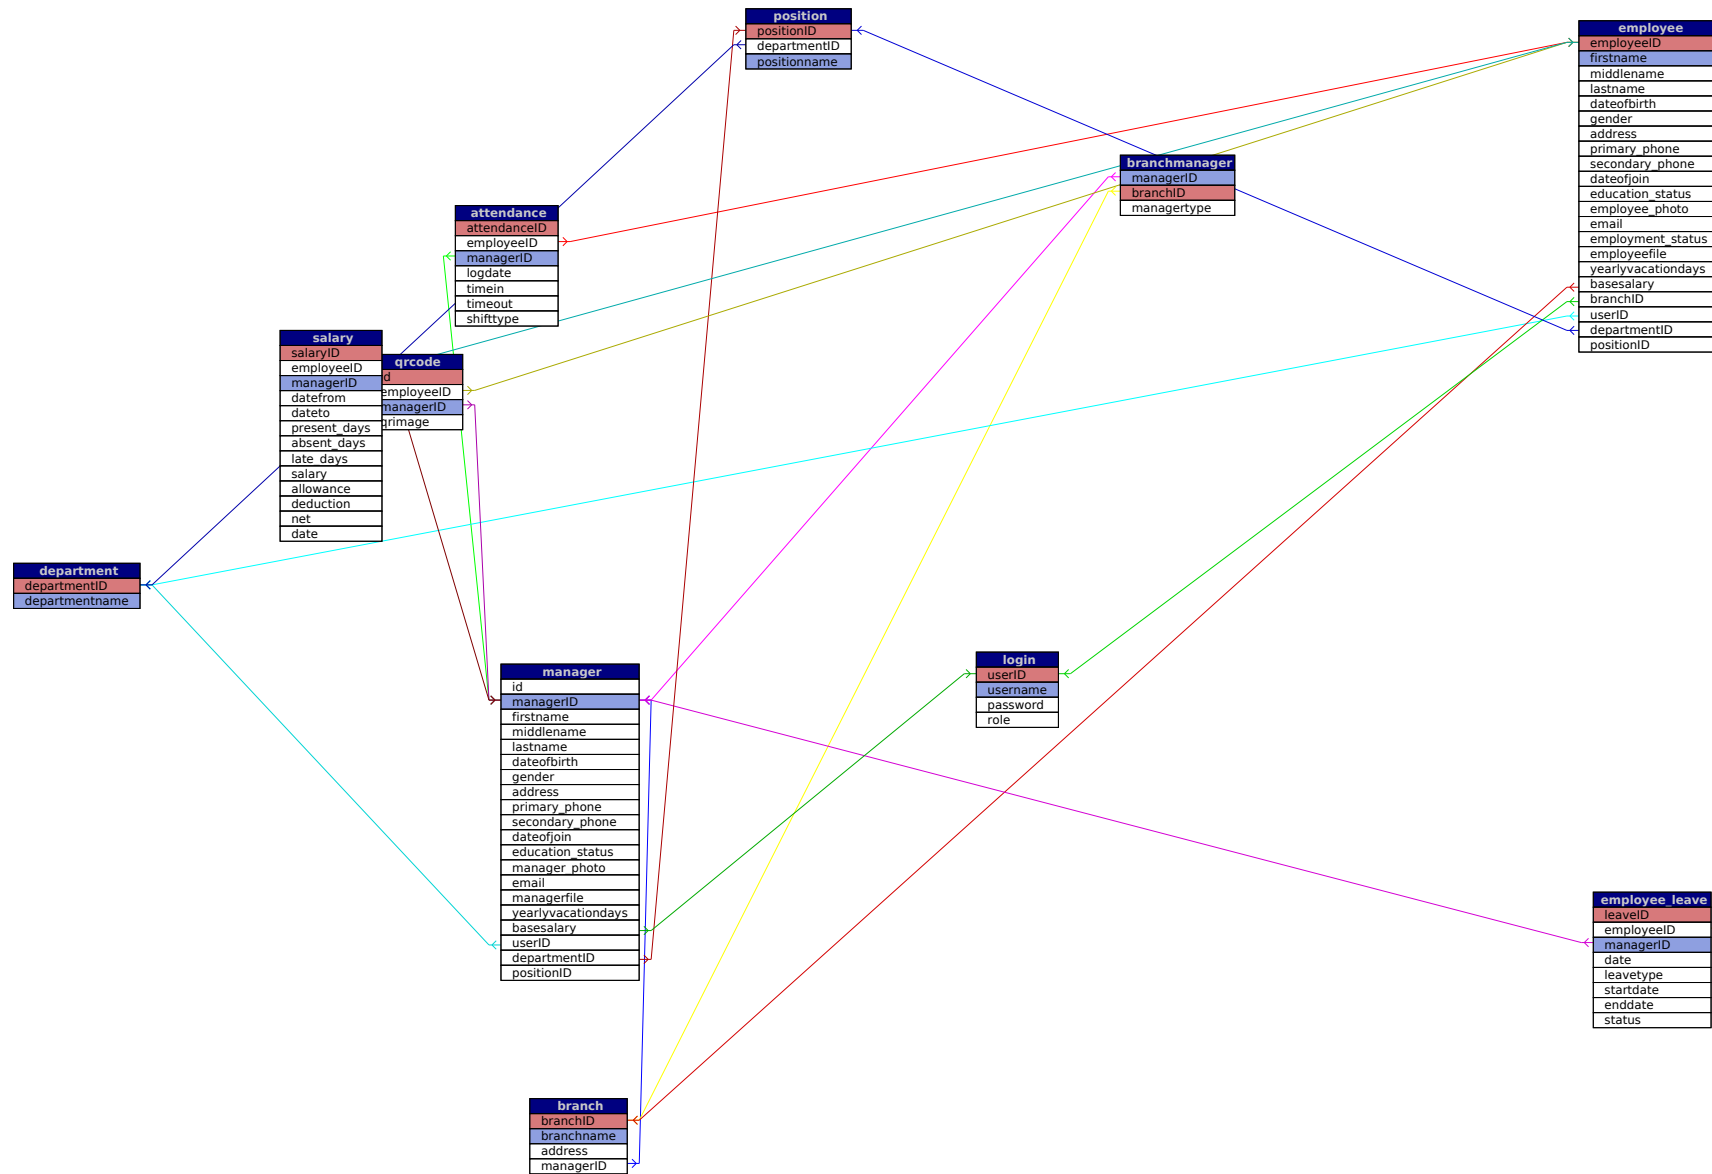 position
positionID
departmentID
positionname
employee
employeeID
firstname
middlename
lastname
dateofbirth
gender
address
primary_phone
secondary_phone
dateofjoin
education_status
employee_photo
email
employment_status
employeefile
yearlyvacationdays
basesalary
branchID
userID
departmentID
positionID
branchmanager
managerID
branchID
managertype
attendance
attendanceID
employeeID
managerID
logdate
timein
timeout
shifttype
salary
salaryID
employeeID
managerID
datefrom
dateto
present_days
absent_days
late_days
salary
allowance
deduction
net
date
qrcode
id
employeeID
managerID
qrimage
department
departmentID
departmentname
manager
id
managerID
firstname
middlename
lastname
dateofbirth
gender
address
primary_phone
secondary_phone
dateofjoin
education_status
manager_photo
email
managerfile
yearlyvacationdays
basesalary
userID
departmentID
positionID
login
userID
username
password
role
employee_leave
leaveID
employeeID
managerID
date
leavetype
startdate
enddate
status
branch
branchID
branchname
address
managerID